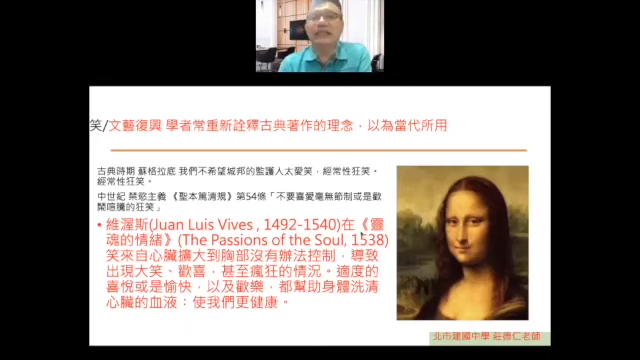 笑/文藝復興 學者常重新詮釋古典著作的理念，以為當代所用
古典時期 蘇格拉底 我們不希望城邦的監護人太愛笑，經常性狂笑。
經常性狂笑。
中世紀 禁慾主義 《聖本篤清規》第54條「不要喜愛毫無節制或是歡
鬧喧騰的狂笑」
• 維渥斯(Juan Luis Vives , 1492-1540)在《靈
魂的情緒》(The Passions of the Soul, 1538)
笑來自心臟擴大到胸部沒有辦法控制，導致
出現大笑、歡喜，甚至瘋狂的情況。適度的
喜悅或是愉快，以及歡樂，都幫助身體洗清
心臟的血液：使我們更健康。
北市建國中學 莊德仁老師